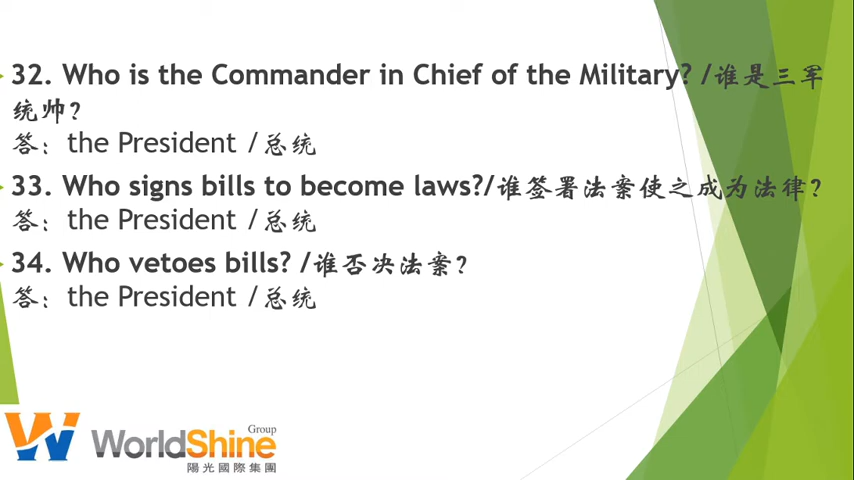 32. Who is the Commander in Chief of the Military? /谁是三军
统帅?
答: the President /总统
33. Who signs bills to become laws?/谁签署法案使之成为法律?
答: the President /总统
34. Who vetoes bills? /谁否决法案?
答: the President /总统
Group
WorldShine
陽光國際集團